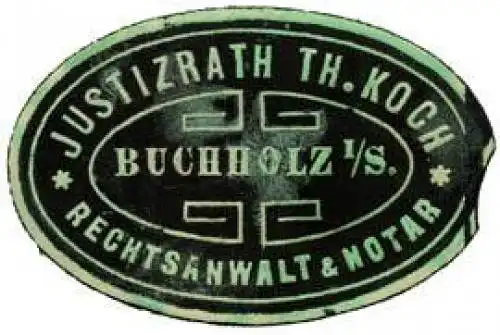 JUSTIZRATH TH. KOCH
BUCHHOLZ I/S.
RECHTSANWALT & NOTAR